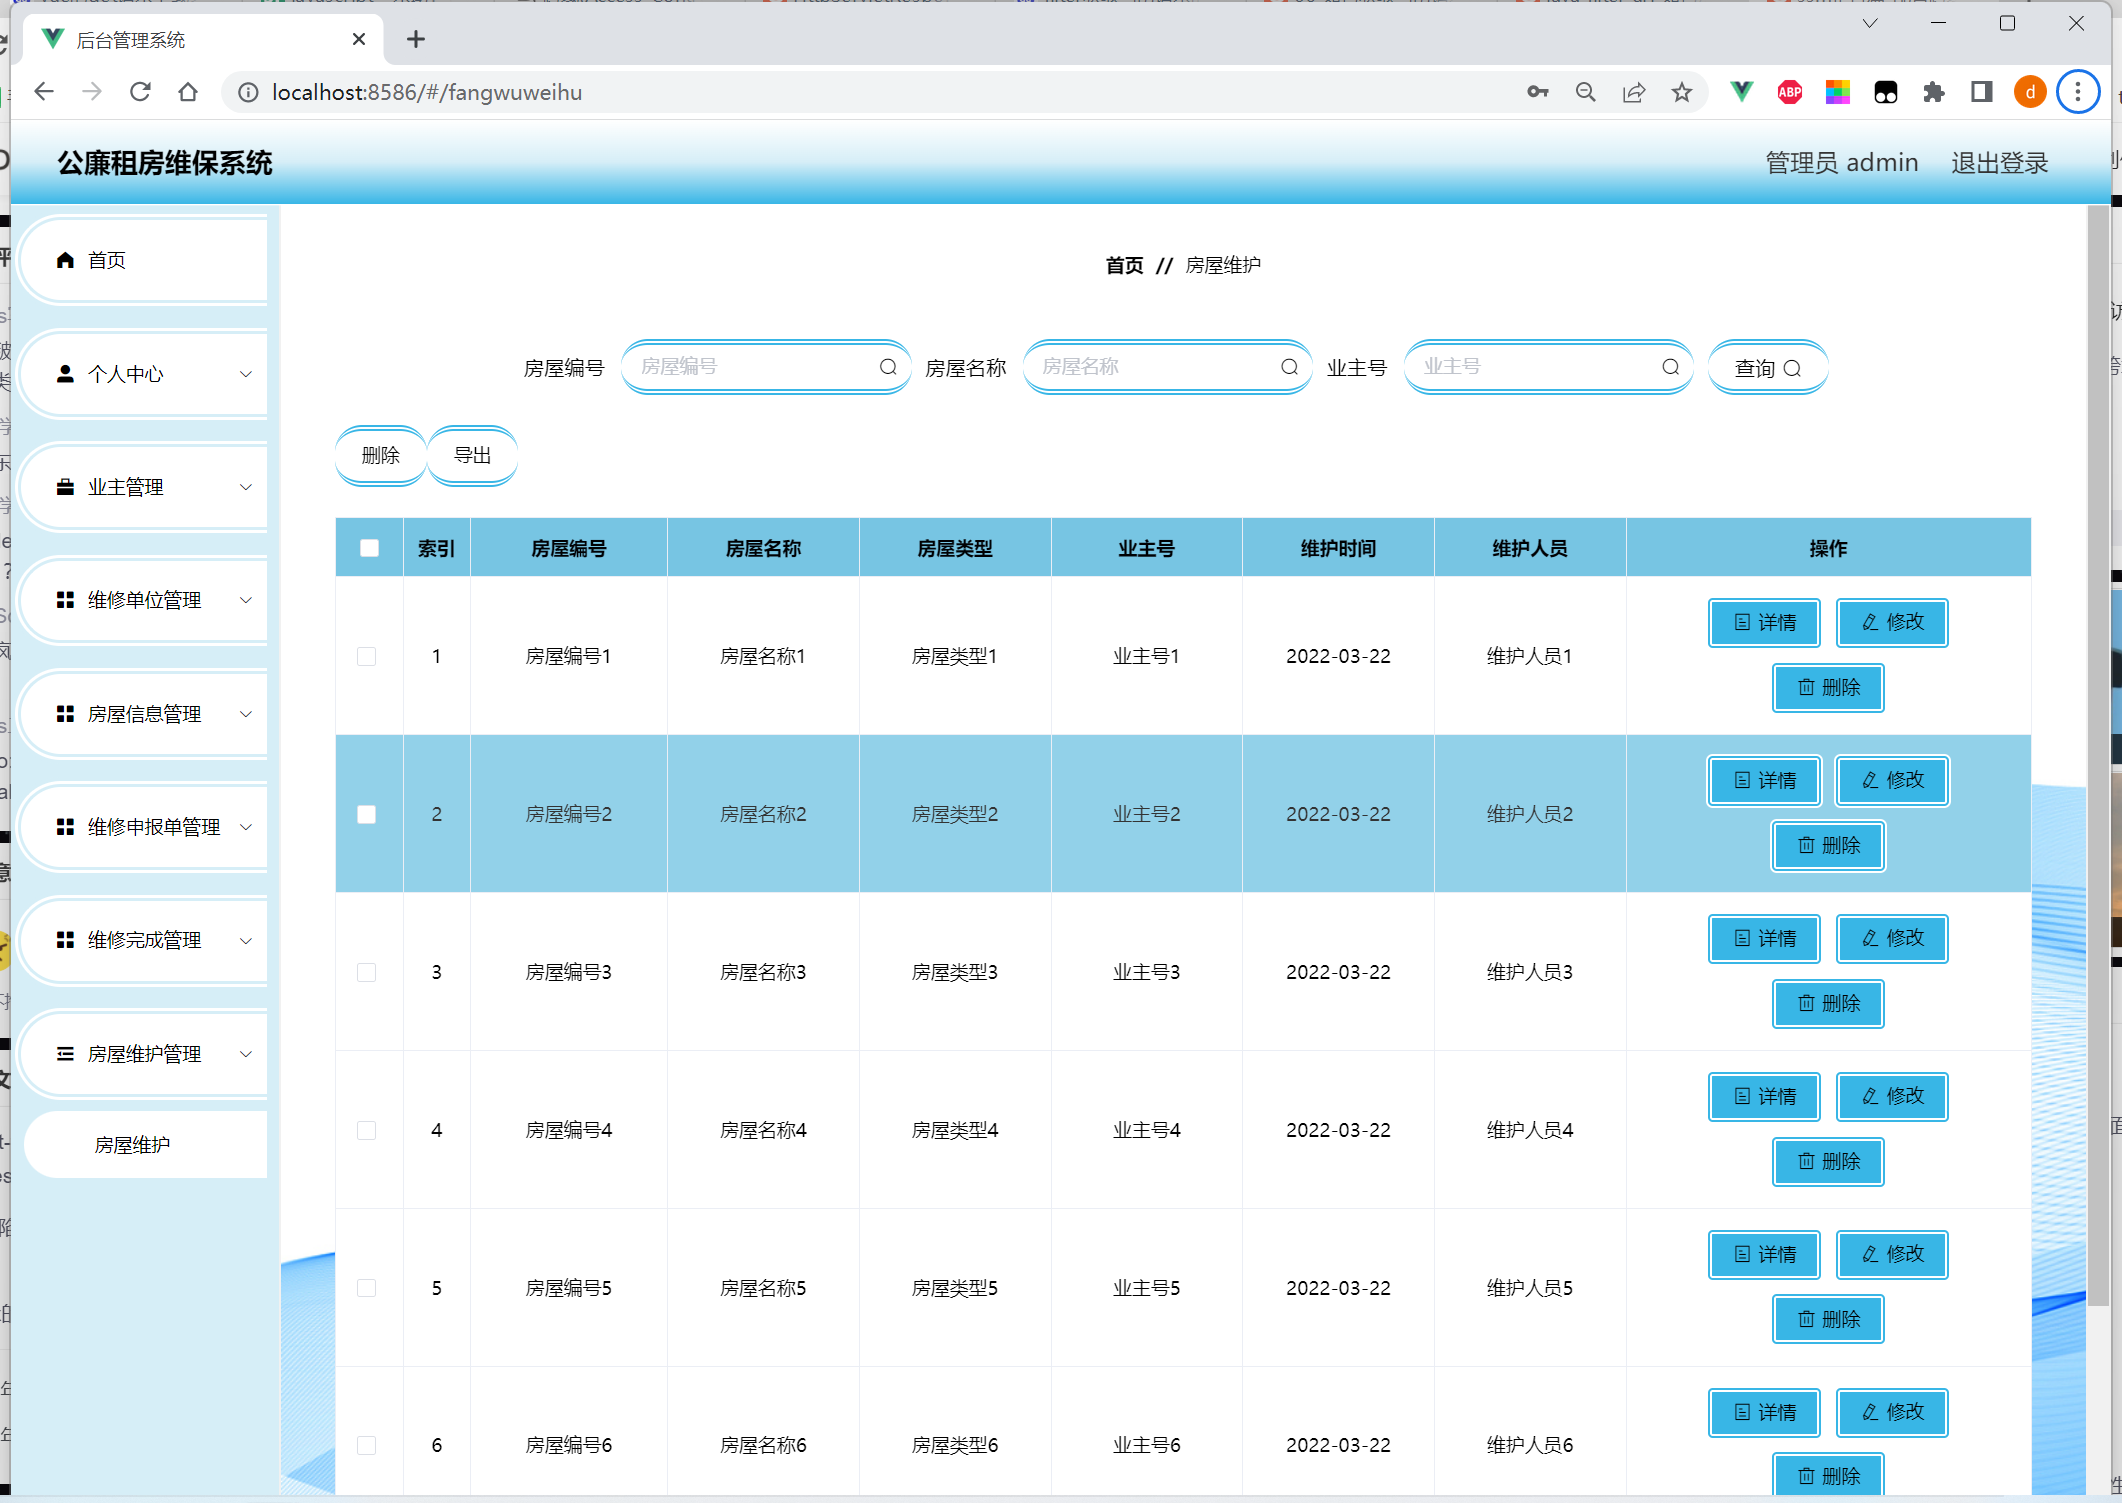 后台管理系统
localhost:8586/#/fangwuweihu
ABP
d
公廉租房维保系统
管理员 admin 退出登录
首页
个人中心
业主管理
维修单位管理
房屋信息管理
维修申报单管理
维修完成管理
房屋维护管理
房屋维护
首页 // 房屋维护
房屋编号 房屋编号 房屋名称 房屋名称 业主号 业主号 查询
删除 导出
索引 房屋编号 房屋名称 房屋类型 业主号 维护时间 维护人员 操作
1 房屋编号1 房屋名称1 房屋类型1 业主号1 2022-03-22 维护人员1 详情 修改
删除
2 房屋编号2 房屋名称2 房屋类型2 业主号2 2022-03-22 维护人员2 详情 修改
删除
3 房屋编号3 房屋名称3 房屋类型3 业主号3 2022-03-22 维护人员3 详情 修改
删除
4 房屋编号4 房屋名称4 房屋类型4 业主号4 2022-03-22 维护人员4 详情 修改
删除
5 房屋编号5 房屋名称5 房屋类型5 业主号5 2022-03-22 维护人员5 详情 修改
删除
6 房屋编号6 房屋名称6 房屋类型6 业主号6 2022-03-22 维护人员6 详情 修改
删除